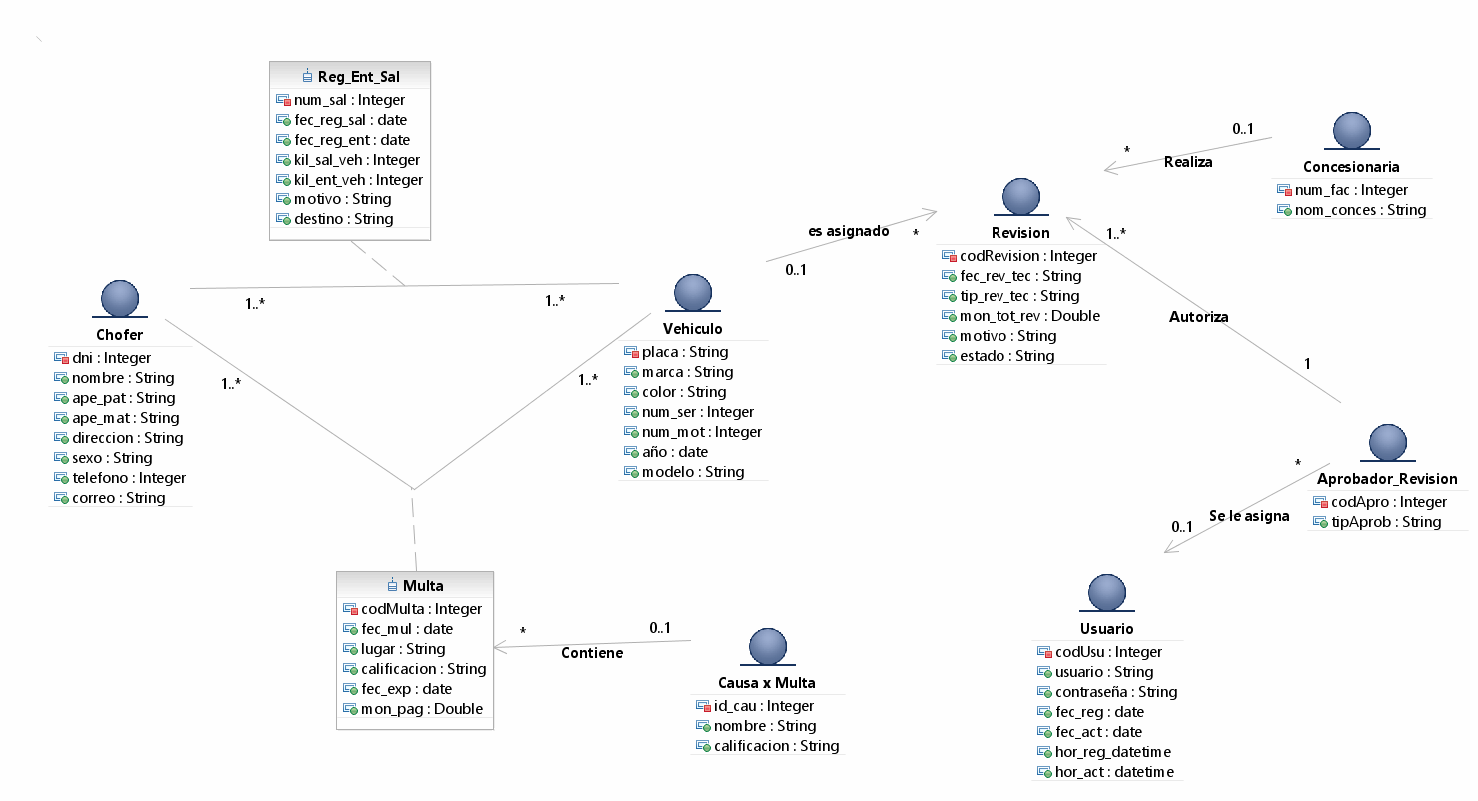 Reg_Ent_Sal
num_sal : Integer
fec_reg_sal : date
fec_reg_ent : date
kil_sal_veh : Integer
kil_ent_veh : Integer
motivo : String
destino : String
Chofer
dni : Integer
nombre : String
ape_pat : String
ape_mat : String
direccion : String
sexo : String
telefono : Integer
correo : String
1..*
1..*
1..*
1..*
Vehiculo
placa : String
marca : String
color : String
num_ser : Integer
num_mot : Integer
año : date
modelo : String
es asignado
0..1
*
Revision
codRevision : Integer
fec_rev_tec : String
tip_rev_tec : String
mon_tot_rev : Double
motivo : String
estado : String
0..1
*
Realiza
Concesionaria
num_fac : Integer
nom_conces : String
1..*
Autoriza
1
Aprobador_Revision
codApro : Integer
tipAprob : String
*
Se le asigna
0..1
Usuario
codUsu : Integer
usuario : String
contraseña : String
fec_reg : date
fec_act : date
hor_reg_datetime
hor_act : datetime
Multa
codMulta : Integer
fec_mul : date
lugar : String
calificacion : String
fec_exp : date
mon_pag : Double
*
0..1
Contiene
Causa x Multa
id_cau : Integer
nombre : String
calificacion : String